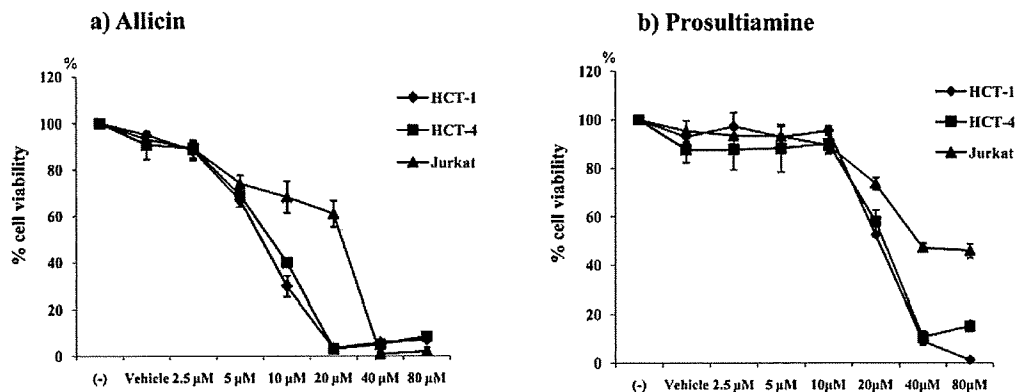 a) Allicin
%
120
100
80
60
40
20
0
% cell viability
(-) Vehicle 2.5 µM 5 µM 10 µM 20 µM 40 µM 80 µM
HCT-1
HCT-4
Jurkat
b) Prosultiamine
%
120
100
80
60
40
20
0
% cell viability
(-) Vehicle 2.5 µM 5 µM 10µM 20µM 40µM 80µM
HCT-1
HCT-4
Jurkat